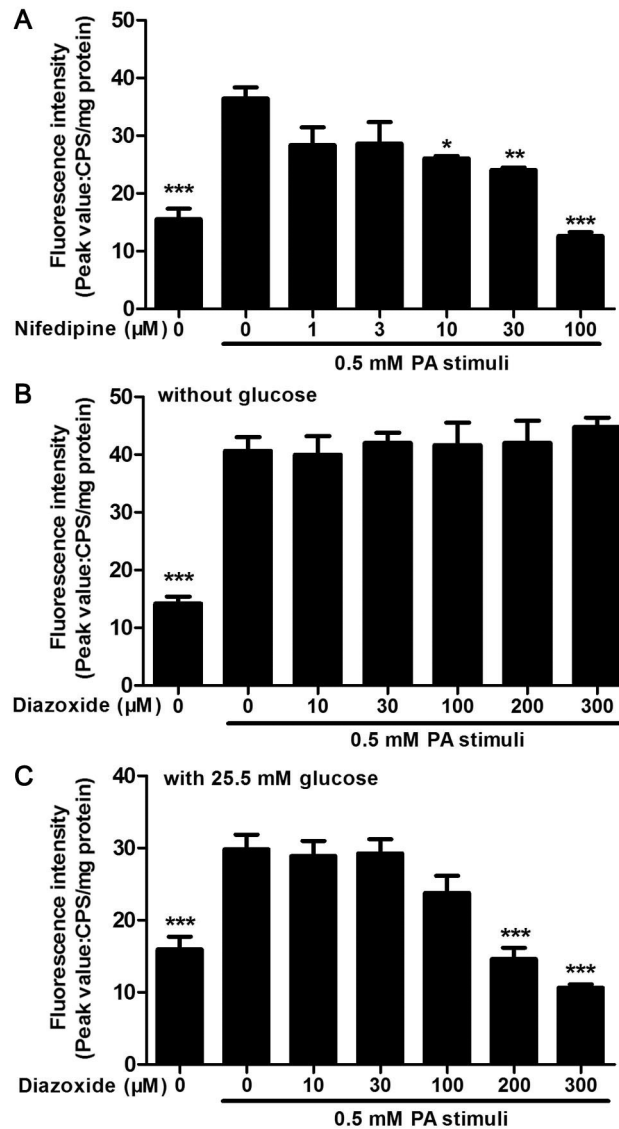 A
Fluorescence intensity
(Peak value:CPS/mg protein)
50
40
30
20
10
0
***
*
**
***
Nifedipine (µM) 0 0 1 3 10 30 100
0.5 mM PA stimuli
B
without glucose
Fluorescence intensity
(Peak value:CPS/mg protein)
50
40
30
20
10
0
***
Diazoxide (µM) 0 0 10 30 100 200 300
0.5 mM PA stimuli
C
with 25.5 mM glucose
Fluorescence intensity
(Peak value:CPS/mg protein)
40
30
20
10
0
***
***
***
Diazoxide (µM) 0 0 10 30 100 200 300
0.5 mM PA stimuli